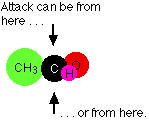 Attack can be from
here . . .
CH3
C
H
O
. . . or from here.